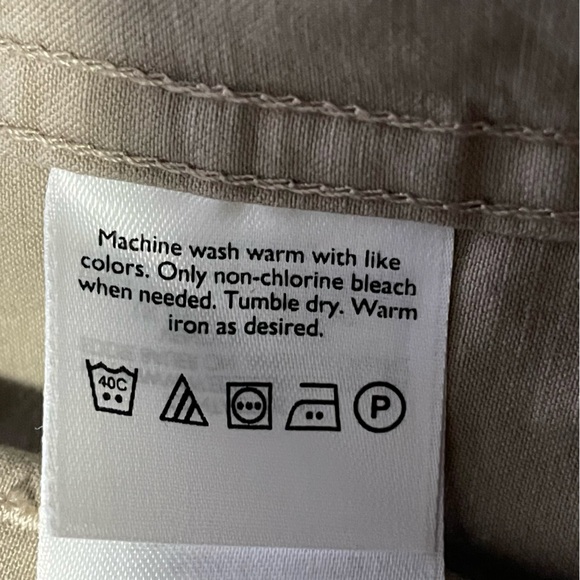 Machine wash warm with like
colors. Only non-chlorine bleach
when needed. Tumble dry. Warm
iron as desired.
40C
P